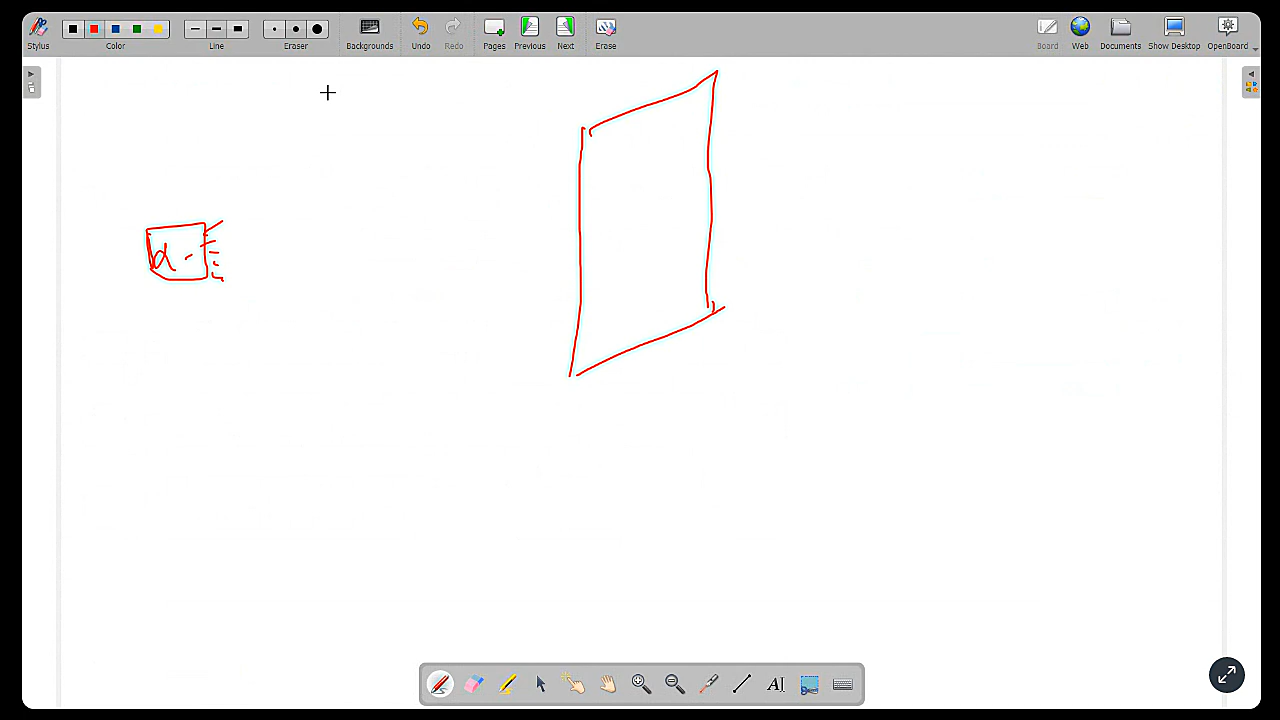 Stylus
Color
Line
Eraser
Backgrounds
Undo
Redo
Pages
Previous
Next
Erase
Board
Web
Documents
Show Desktop
OpenBoard
α -
A